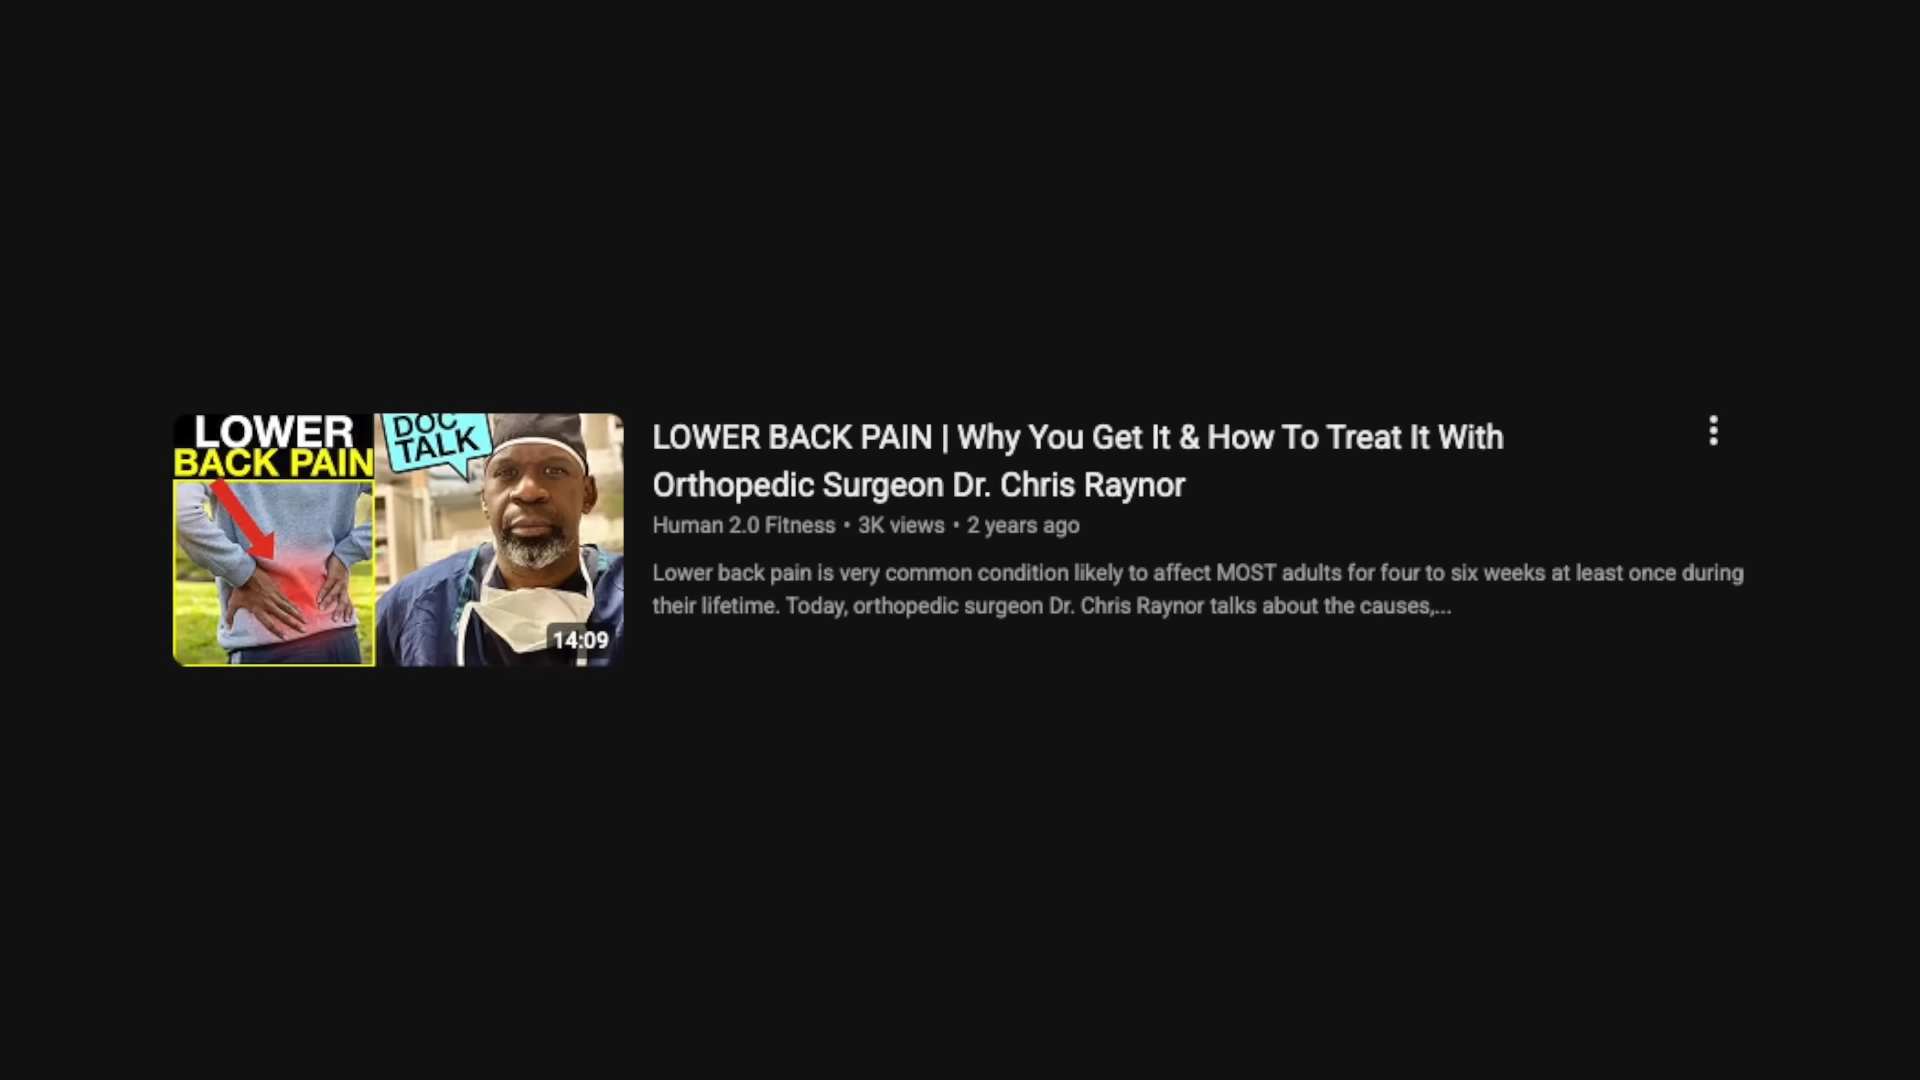 LOWER
BACK PAIN
DOC
TALK
14:09
LOWER BACK PAIN | Why You Get It & How To Treat It With
Orthopedic Surgeon Dr. Chris Raynor
Human 2.0 Fitness • 3K views • 2 years ago
Lower back pain is very common condition likely to affect MOST adults for four to six weeks at least once during
their lifetime. Today, orthopedic surgeon Dr. Chris Raynor talks about the causes,...